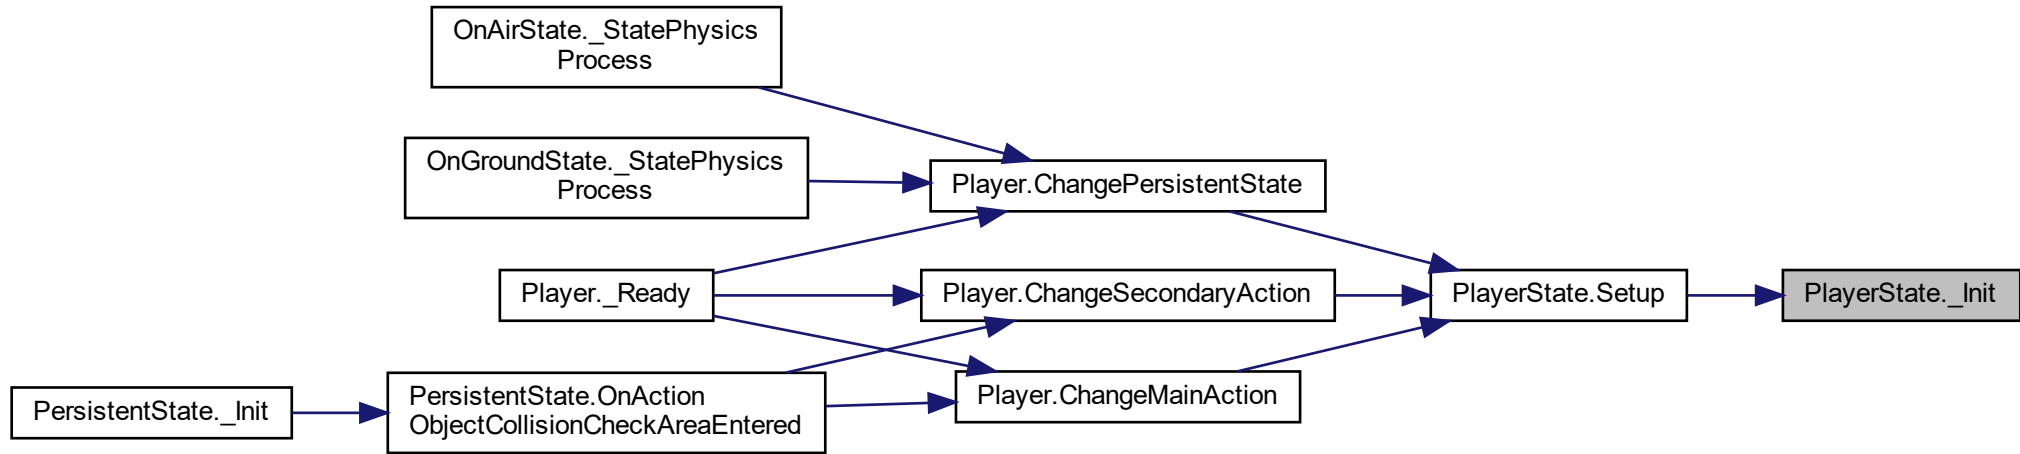 OnAirState._StatePhysics
Process
OnGroundState._StatePhysics
Process
Player.ChangePersistentState
Player._Ready
Player.ChangeSecondaryAction
PlayerState.Setup
PlayerState._Init
PersistentState._Init
PersistentState.OnAction
ObjectCollisionCheckAreaEntered
Player.ChangeMainAction